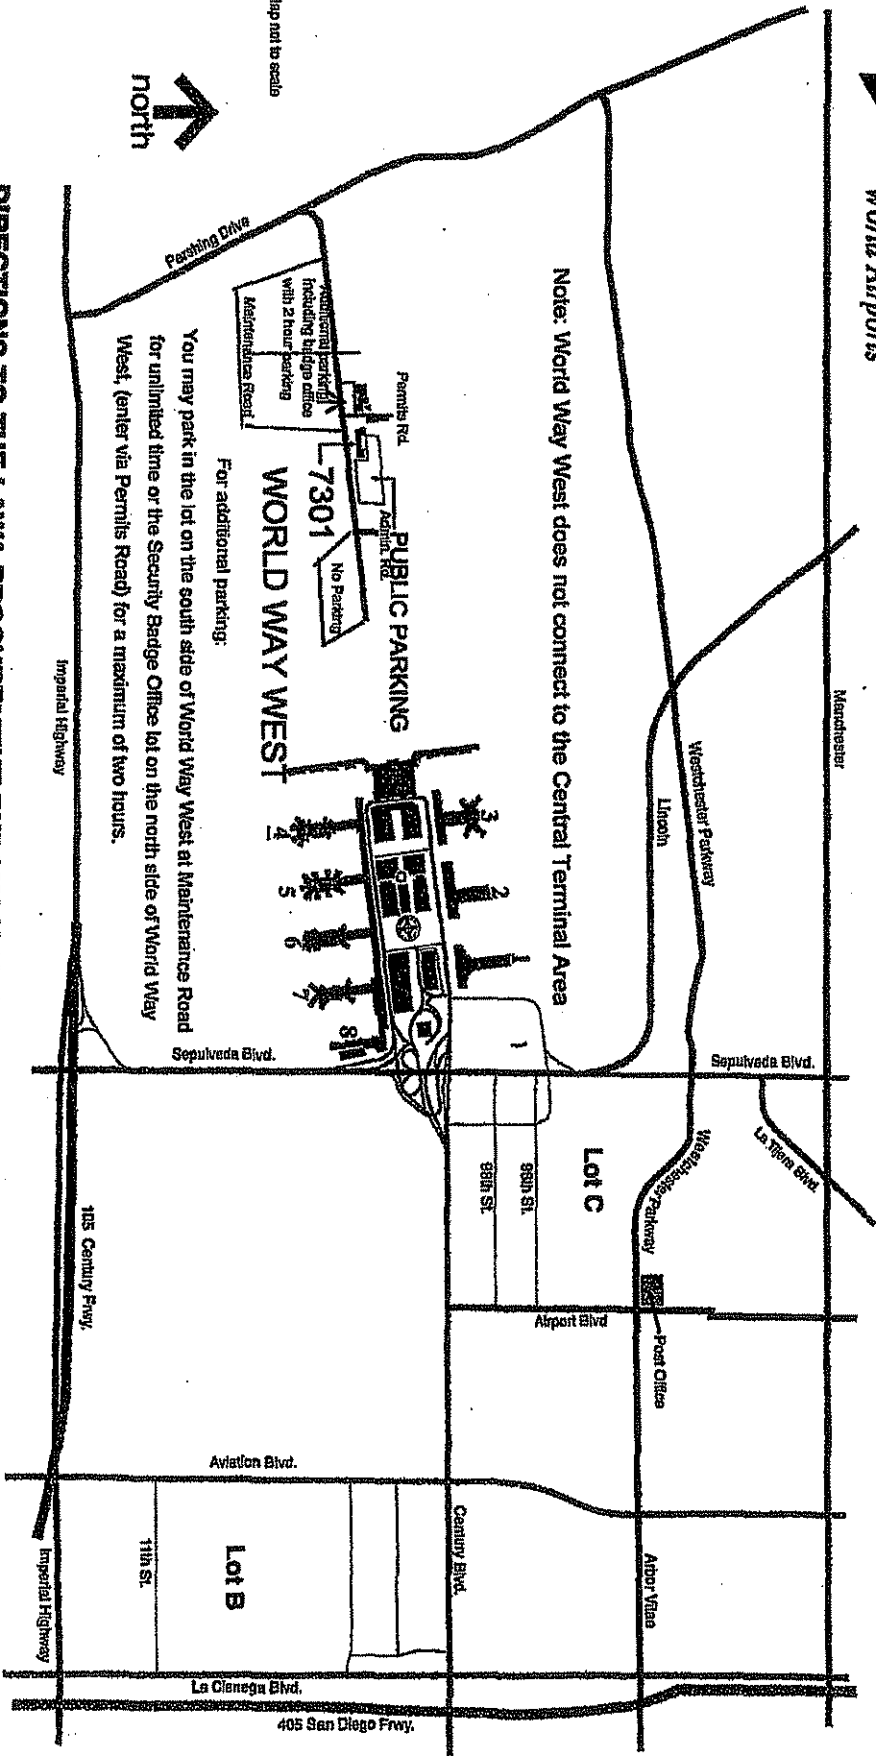 World Airports
Map not to scale
north
Manchester
Westchester Parkway
Lincoln
Sepulveda Blvd.
La Tijera Blvd.
Note: World Way West does not connect to the Central Terminal Area
Lot C
Westchester Parkway
Post Office
Airport Blvd
96th St.
98th St.
Arbor Vitae
Century Blvd.
Pershing Drive
Permits Rd.
Admin. Rd.
PUBLIC PARKING
Additional parking
including badge office
with 2 hour parking
Maintenance Road
7301
No Parking
WORLD WAY WEST
3
2
1
4
5
6
7
8
1
For additional parking:
You may park in the lot on the south side of World Way West at Maintenance Road
for unlimited time or the Security Badge Office lot on the north side of World Way
West, (enter via Permits Road) for a maximum of two hours.
Sepulveda Blvd.
Aviation Blvd.
Lot B
11th St.
La Cienega Blvd.
405 San Diego Frwy.
Imperial Highway
105 Century Frwy.
Imperial Highway
DIRECTIONS TO THE